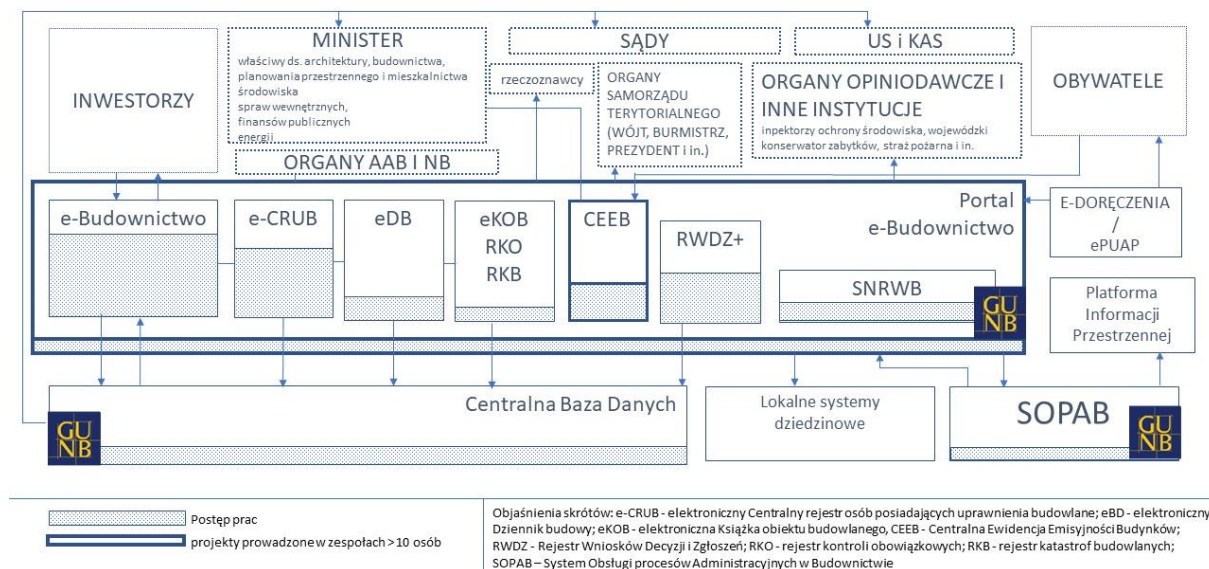 INWESTORZY
MINISTER
właściwy ds. architektury, budownictwa,
planowania przestrzennego i mieszkalnictwa
środowiska
spraw wewnętrznych,
finansów publicznych
energii
ORGANY AAB I NB
SĄDY
rzeczoznawcy
ORGANY
SAMORZĄDU
TERYTORIALNEGO
(WÓJT, BURMISTRZ,
PREZYDENT i in.)
US i KAS
ORGANY OPINIODAWCZE I
INNE INSTYTUCJE
inpektorzy ochrony środowiska, wojewódzki
konserwator zabytków, straż pożarna i in.
OBYWATELE
e-Budownictwo
e-CRUB
eDB
eKOB
RKO
RKB
CEEB
RWDZ+
SNRWB
Portal
e-Budownictwo
GU
NB
E-DORĘCZENIA
/
ePUAP
Platforma
Informacji
Przestrzennej
Centralna Baza Danych
GU
NB
Lokalne systemy
dziedzinowe
SOPAB
GU
NB
Postęp prac
projekty prowadzone w zespołach >10 osób
Objaśnienia skrótów: e-CRUB - elektroniczny Centralny rejestr osób posiadających uprawnienia budowlane; eBD - elektroniczny
Dziennik budowy; eKOB - elektroniczna Książka obiektu budowlanego, CEEB - Centralna Ewidencja Emisyjności Budynków;
RWDZ - Rejestr Wniosków Decyzji i Zgłoszeń; RKO - rejestr kontroli obowiązkowych; RKB - rejestr katastrof budowlanych;
SOPAB – System Obsługi procesów Administracyjnych w Budownictwie